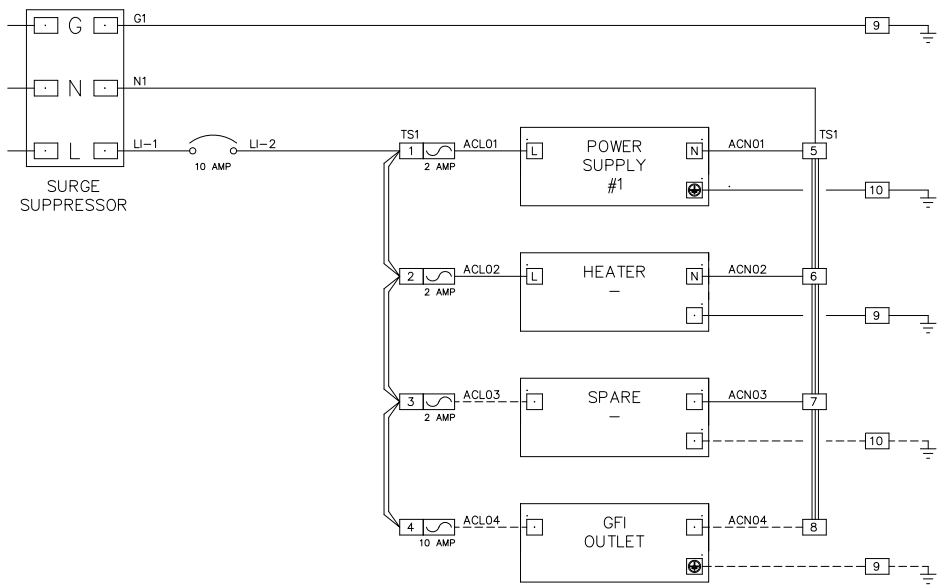 G G1 9
N N1
L LI-1 10 AMP LI-2
SURGE
SUPPRESSOR
TS1
1 2 AMP ACL01 L POWER
SUPPLY
#1 N ACN01 5 TS1
10
2 2 AMP ACL02 L HEATER
– N ACN02 6
9
3 2 AMP ACL03 SPARE
– ACN03 7
10
4 10 AMP ACL04 GFI
OUTLET ACN04 8
9